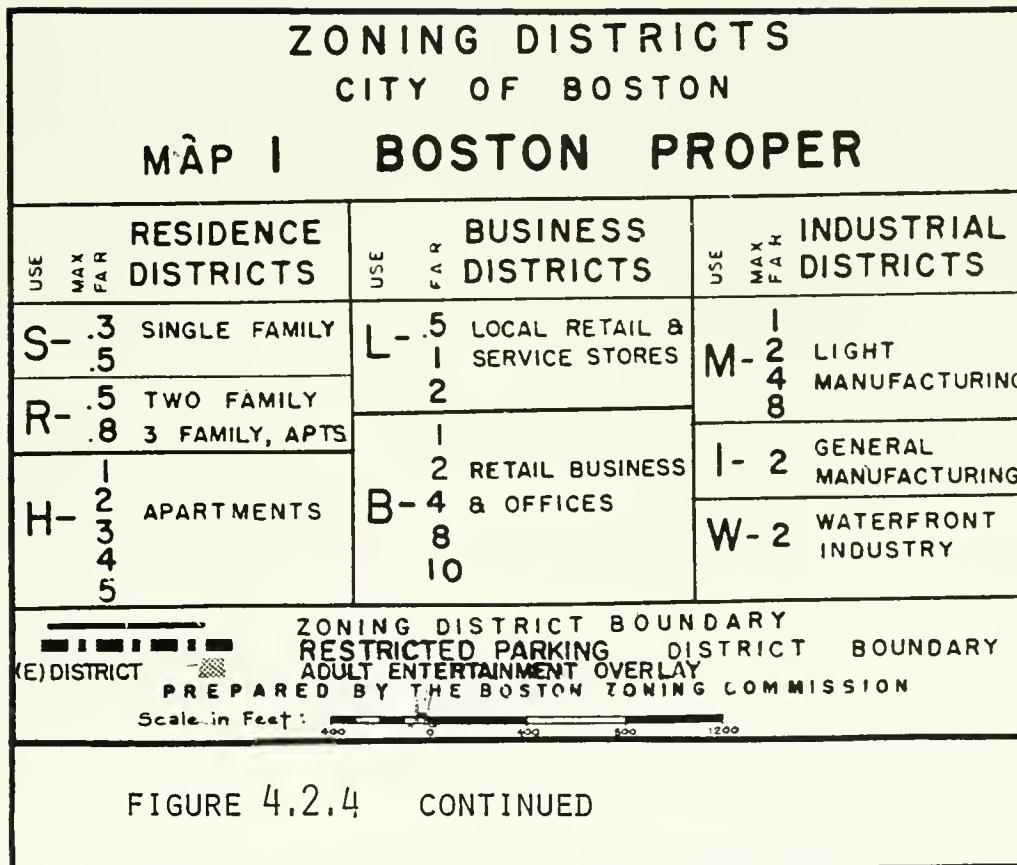 ZONING DISTRICTS
CITY OF BOSTON
MAP 1 BOSTON PROPER
USE
MAX FAR
RESIDENCE DISTRICTS
S- .3 .5 SINGLE FAMILY
R- .5 .8 TWO FAMILY
3 FAMILY, APTS
H- 1 2 3 4 5 APARTMENTS
USE
FAR
BUSINESS DISTRICTS
L- .5 1 2 LOCAL RETAIL &
SERVICE STORES
B- 1 2 4 8 10 RETAIL BUSINESS
& OFFICES
USE
MAX FAR
INDUSTRIAL DISTRICTS
M- 1 2 4 8 LIGHT
MANUFACTURING
I- 2 GENERAL
MANUFACTURING
W- 2 WATERFRONT
INDUSTRY
ZONING DISTRICT BOUNDARY
RESTRICTED PARKING DISTRICT BOUNDARY
(E) DISTRICT ADULT ENTERTAINMENT OVERLAY
PREPARED BY THE BOSTON ZONING COMMISSION
Scale in Feet: 400 0 400 800 1200
FIGURE 4.2.4 CONTINUED